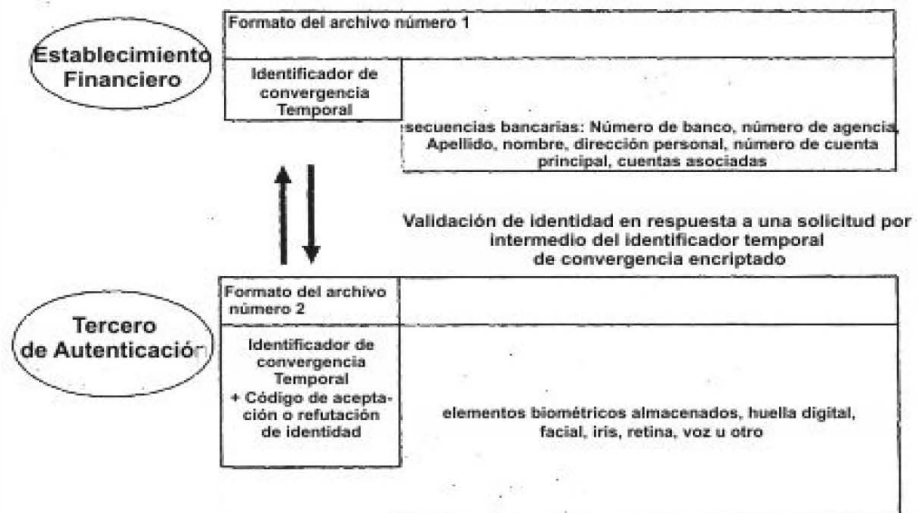 Formato del archivo número 1
Establecimiento
Financiero
Identificador de
convergencia
Temporal
secuencias bancarias: Número de banco, número de agencia,
Apellido, nombre, dirección personal, número de cuenta
principal, cuentas asociadas
Validación de identidad en respuesta a una solicitud por
intermedio del identificador temporal
de convergencia encriptado
Formato del archivo
número 2
Tercero
de Autenticación
Identificador de
convergencia
Temporal
+ Código de acepta-
ción o refutación
de identidad
elementos biométricos almacenados, huella digital,
facial, iris, retina, voz u otro